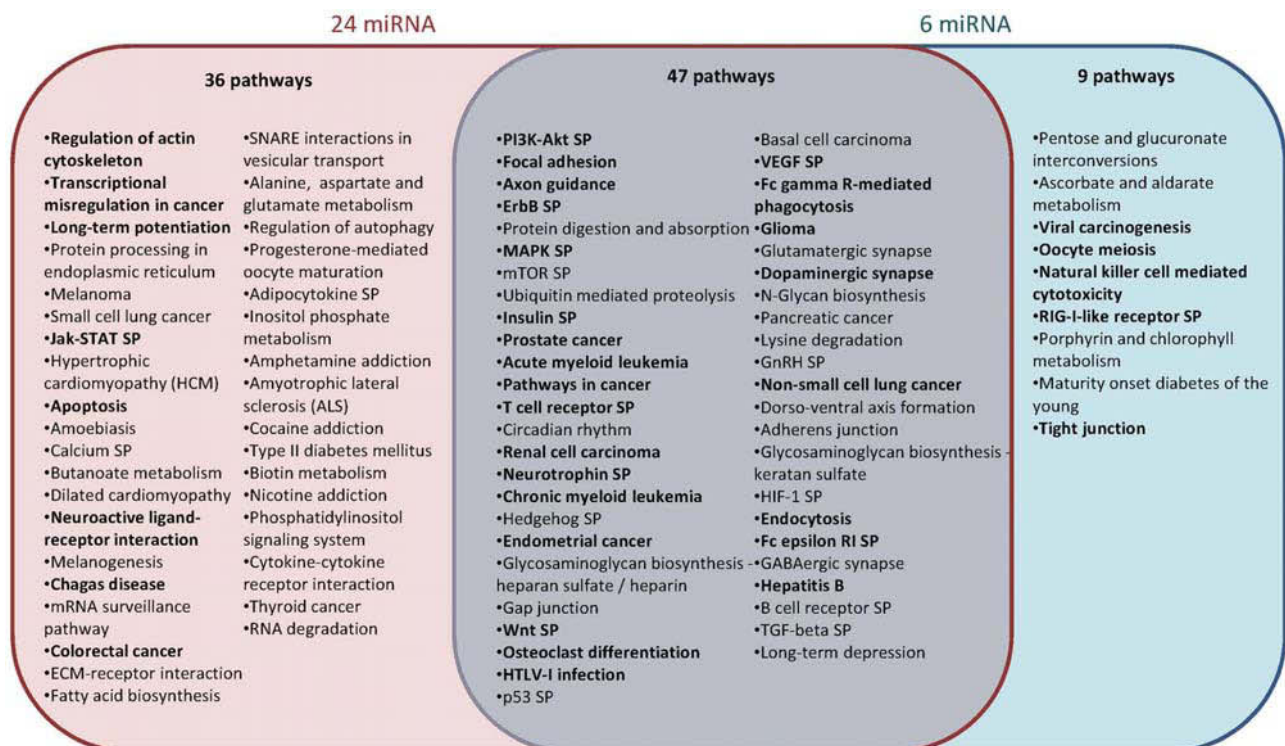 24 miRNA
6 miRNA
36 pathways
•Regulation of actin
cytoskeleton
•Transcriptional
misregulation in cancer
•Long-term potentiation
•Protein processing in
endoplasmic reticulum
•Melanoma
•Small cell lung cancer
•Jak-STAT SP
•Hypertrophic
cardiomyopathy (HCM)
•Apoptosis
•Amoebiasis
•Calcium SP
•Butanoate metabolism
•Dilated cardiomyopathy
•Neuroactive ligand-
receptor interaction
•Melanogenesis
•Chagas disease
•mRNA surveillance
pathway
•Colorectal cancer
•ECM-receptor interaction
•Fatty acid biosynthesis
•SNARE interactions in
vesicular transport
•Alanine, aspartate and
glutamate metabolism
•Regulation of autophagy
•Progesterone-mediated
oocyte maturation
•Adipocytokine SP
•Inositol phosphate
metabolism
•Amphetamine addiction
•Amyotrophic lateral
sclerosis (ALS)
•Cocaine addiction
•Type II diabetes mellitus
•Biotin metabolism
•Nicotine addiction
•Phosphatidylinositol
signaling system
•Cytokine-cytokine
receptor interaction
•Thyroid cancer
•RNA degradation
47 pathways
•PI3K-Akt SP
•Focal adhesion
•Axon guidance
•ErbB SP
•Protein digestion and absorption
•MAPK SP
•mTOR SP
•Ubiquitin mediated proteolysis
•Insulin SP
•Prostate cancer
•Acute myeloid leukemia
•Pathways in cancer
•T cell receptor SP
•Circadian rhythm
•Renal cell carcinoma
•Neurotrophin SP
•Chronic myeloid leukemia
•Hedgehog SP
•Endometrial cancer
•Glycosaminoglycan biosynthesis -
heparan sulfate / heparin
•Gap junction
•Wnt SP
•Osteoclast differentiation
•HTLV-I infection
•p53 SP
•Basal cell carcinoma
•VEGF SP
•Fc gamma R-mediated
phagocytosis
•Glioma
•Glutamatergic synapse
•Dopaminergic synapse
•N-Glycan biosynthesis
•Pancreatic cancer
•Lysine degradation
•GnRH SP
•Non-small cell lung cancer
•Dorso-ventral axis formation
•Adherens junction
•Glycosaminoglycan biosynthesis -
keratan sulfate
•HIF-1 SP
•Endocytosis
•Fc epsilon RI SP
•GABAergic synapse
•Hepatitis B
•B cell receptor SP
•TGF-beta SP
•Long-term depression
9 pathways
•Pentose and glucuronate
interconversions
•Ascorbate and aldarate
metabolism
•Viral carcinogenesis
•Oocyte meiosis
•Natural killer cell mediated
cytotoxicity
•RIG-I-like receptor SP
•Porphyrin and chlorophyll
metabolism
•Maturity onset diabetes of the
young
•Tight junction